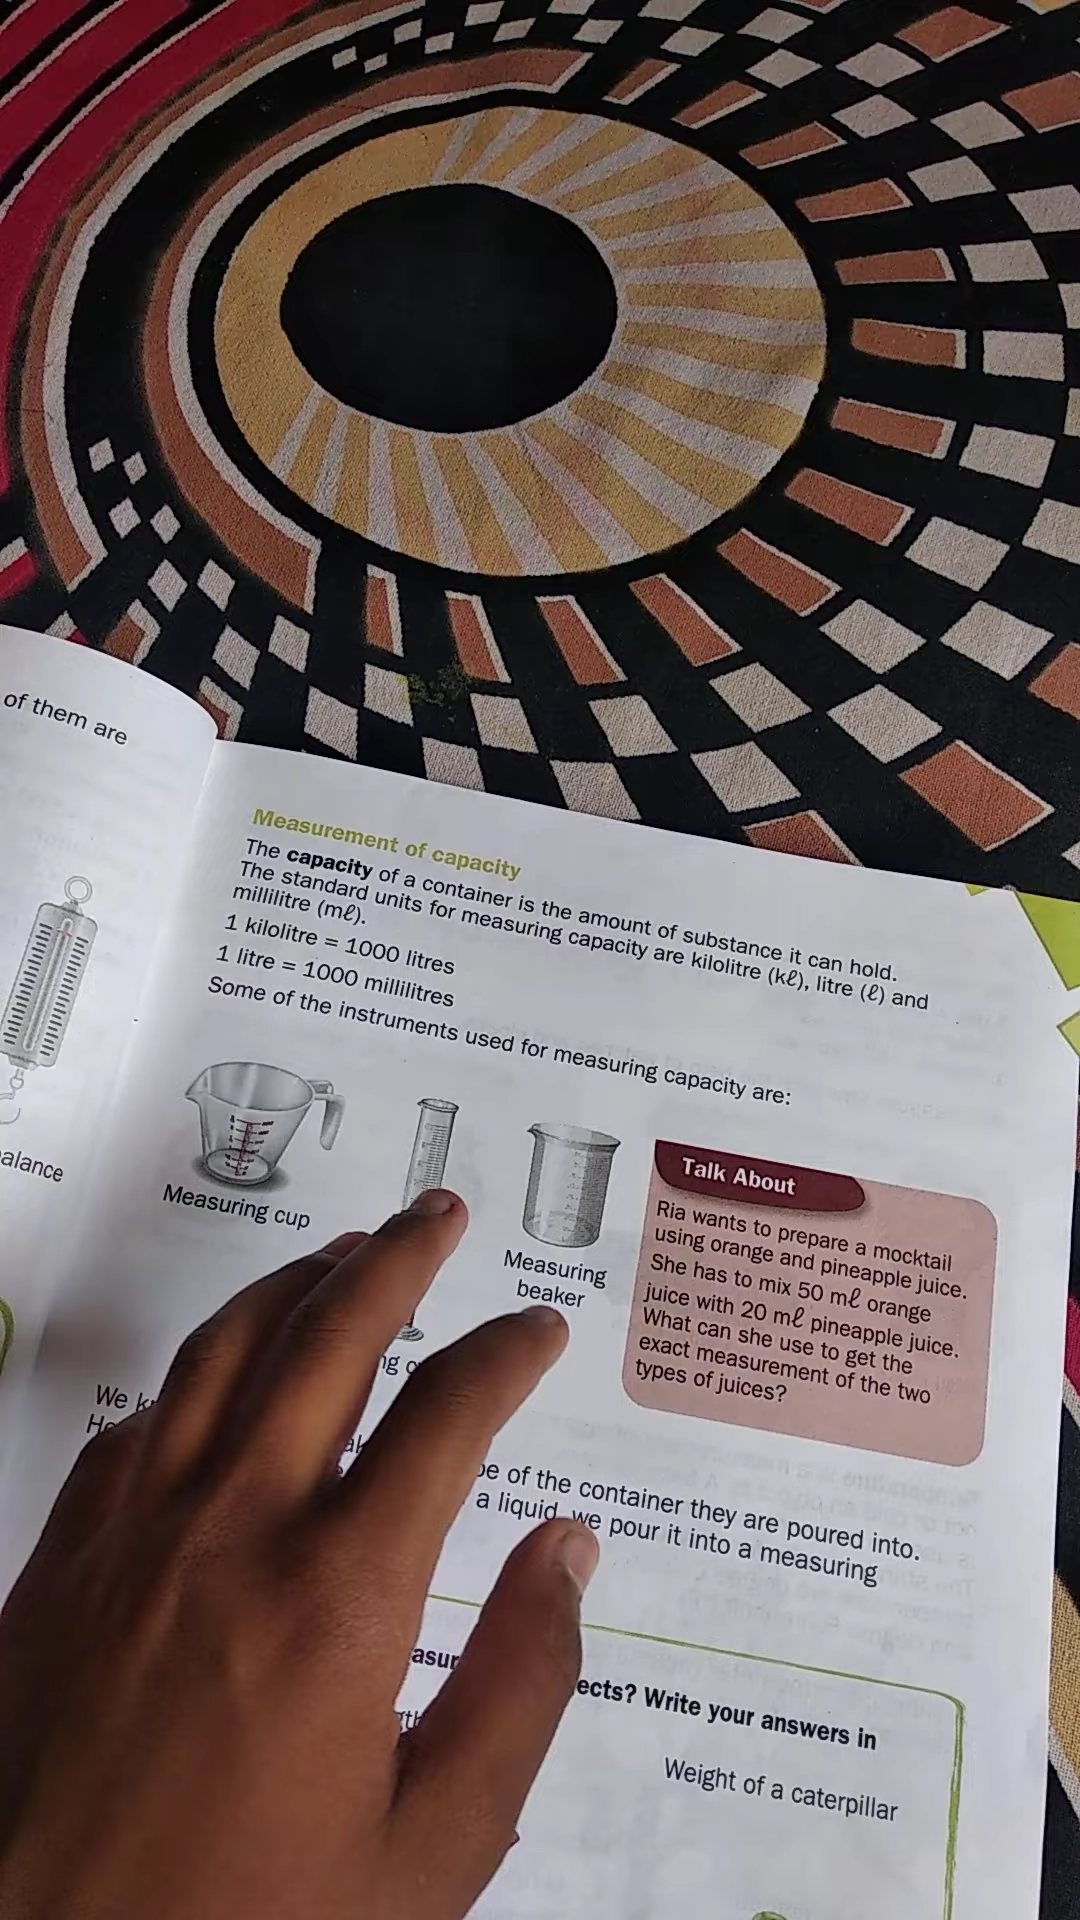 of them are
alance
Measurement of capacity
The capacity of a container is the amount of substance it can hold.
The standard units for measuring capacity are kilolitre (kℓ), litre (ℓ) and
millilitre (mℓ).
1 kilolitre = 1000 litres
1 litre = 1000 millilitres
Some of the instruments used for measuring capacity are:
Measuring cup
Measuring
beaker
Talk About
Ria wants to prepare a mocktail
using orange and pineapple juice.
She has to mix 50 mℓ orange
juice with 20 mℓ pineapple juice.
What can she use to get the
exact measurement of the two
types of juices?
We
of the container they are poured into.
a liquid, we pour it into a measuring
ects? Write your answers in
Weight of a caterpillar